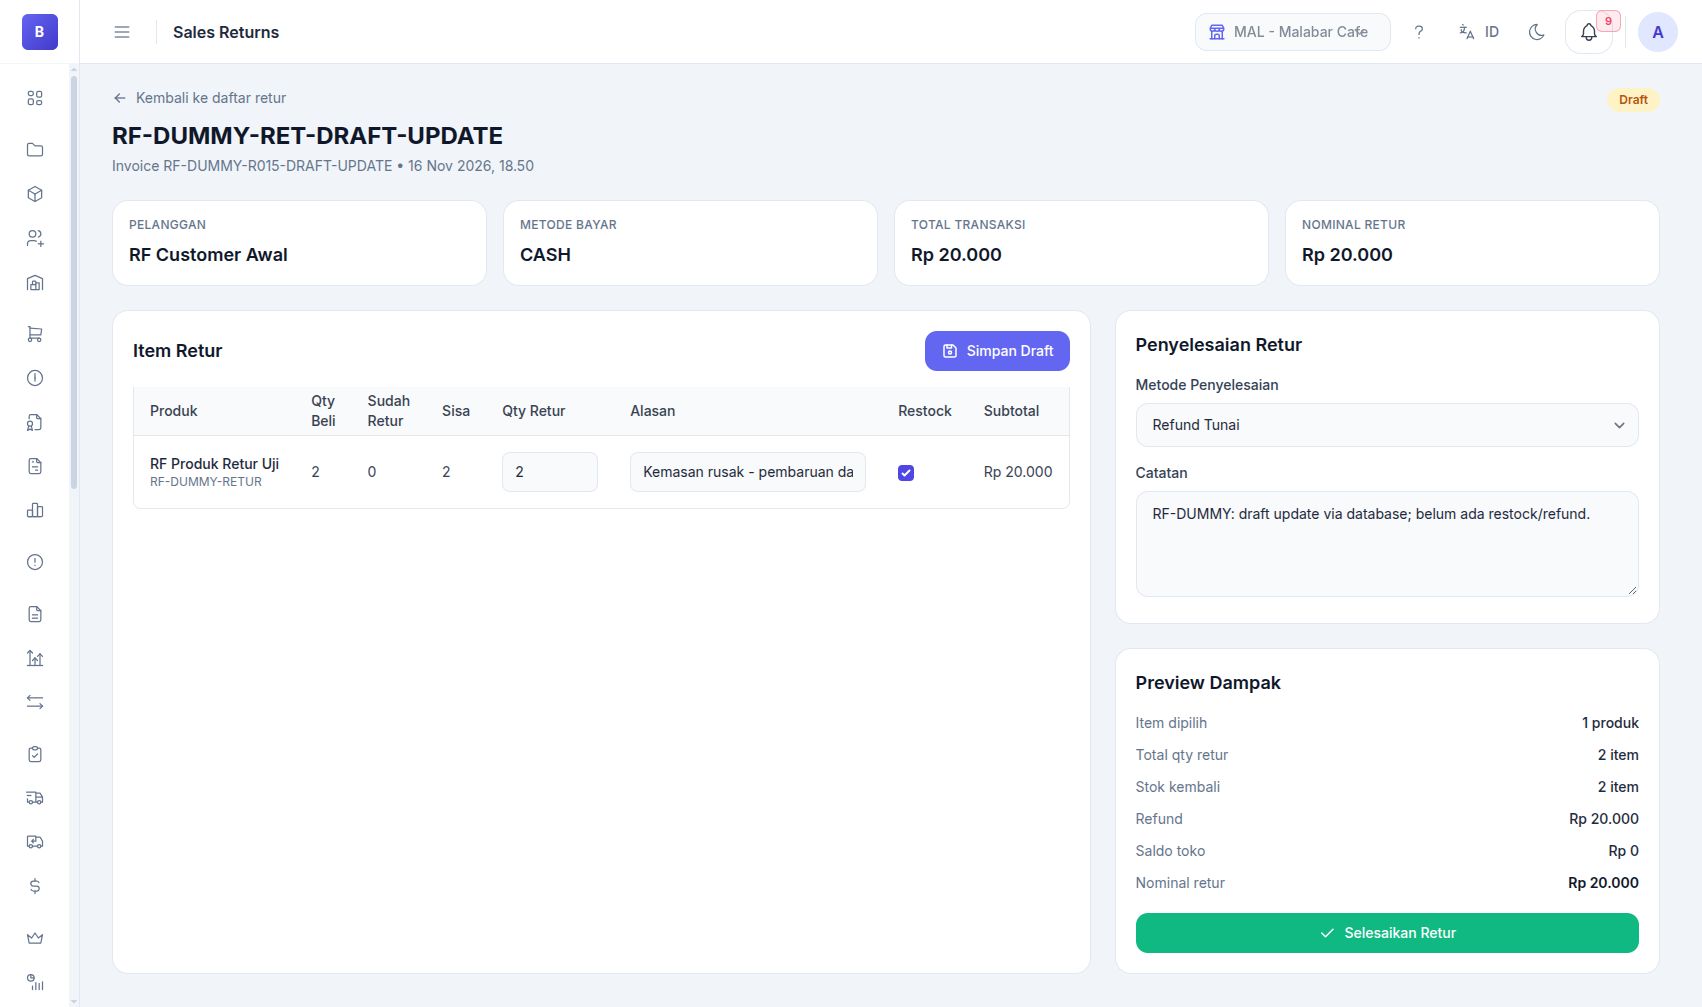 B
Sales Returns
MAL - Malabar Cafe
?
ID
9
A
Kembali ke daftar retur
Draft
RF-DUMMY-RET-DRAFT-UPDATE
Invoice RF-DUMMY-R015-DRAFT-UPDATE • 16 Nov 2026, 18.50
PELANGGAN
RF Customer Awal
METODE BAYAR
CASH
TOTAL TRANSAKSI
Rp 20.000
NOMINAL RETUR
Rp 20.000
Item Retur
Simpan Draft
Produk
Qty
Beli
Sudah
Retur
Sisa
Qty Retur
Alasan
Restock
Subtotal
RF Produk Retur Uji
RF-DUMMY-RETUR
2
0
2
2
Kemasan rusak - pembaruan da
Rp 20.000
Penyelesaian Retur
Metode Penyelesaian
Refund Tunai
Catatan
RF-DUMMY: draft update via database; belum ada restock/refund.
Preview Dampak
Item dipilih 1 produk
Total qty retur 2 item
Stok kembali 2 item
Refund Rp 20.000
Saldo toko Rp 0
Nominal retur Rp 20.000
Selesaikan Retur